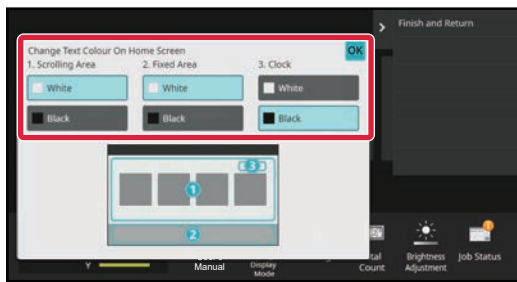 Finish and Return
Change Text Colour On Home Screen
OK
1. Scrolling Area
2. Fixed Area
3. Clock
White
White
White
Black
Black
Black
3
1
2
Y
Manual
Display
Mode
Count
Brightness
Adjustment
Job Status